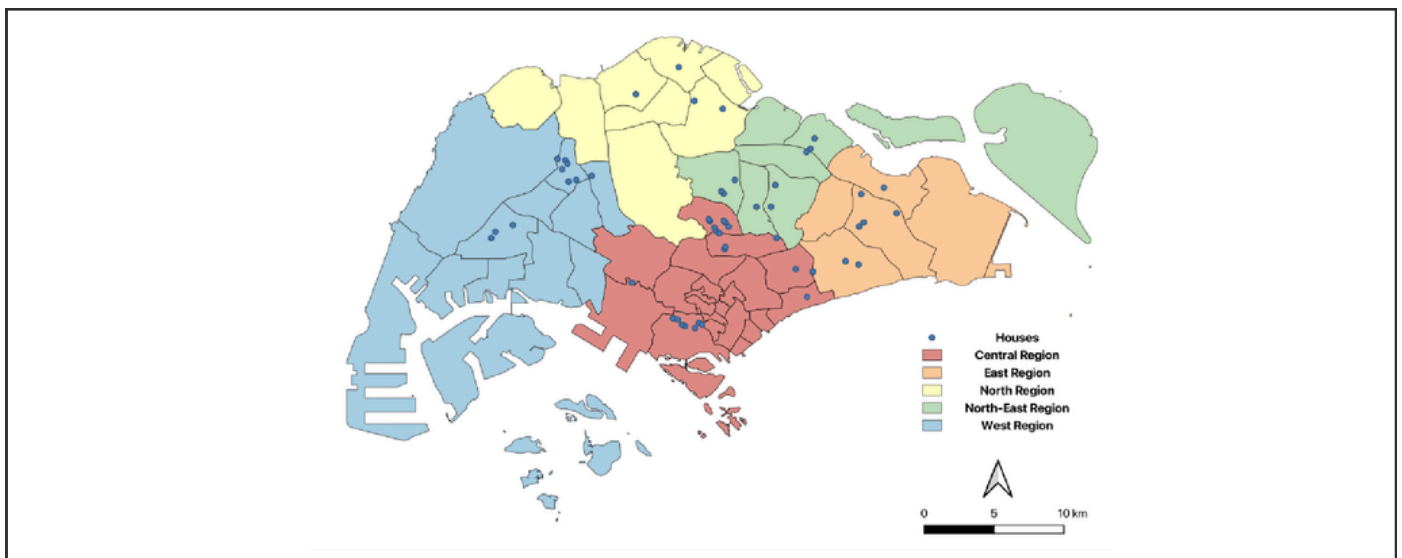 Houses
Central Region
East Region
North Region
North-East Region
West Region
0 5 10 km